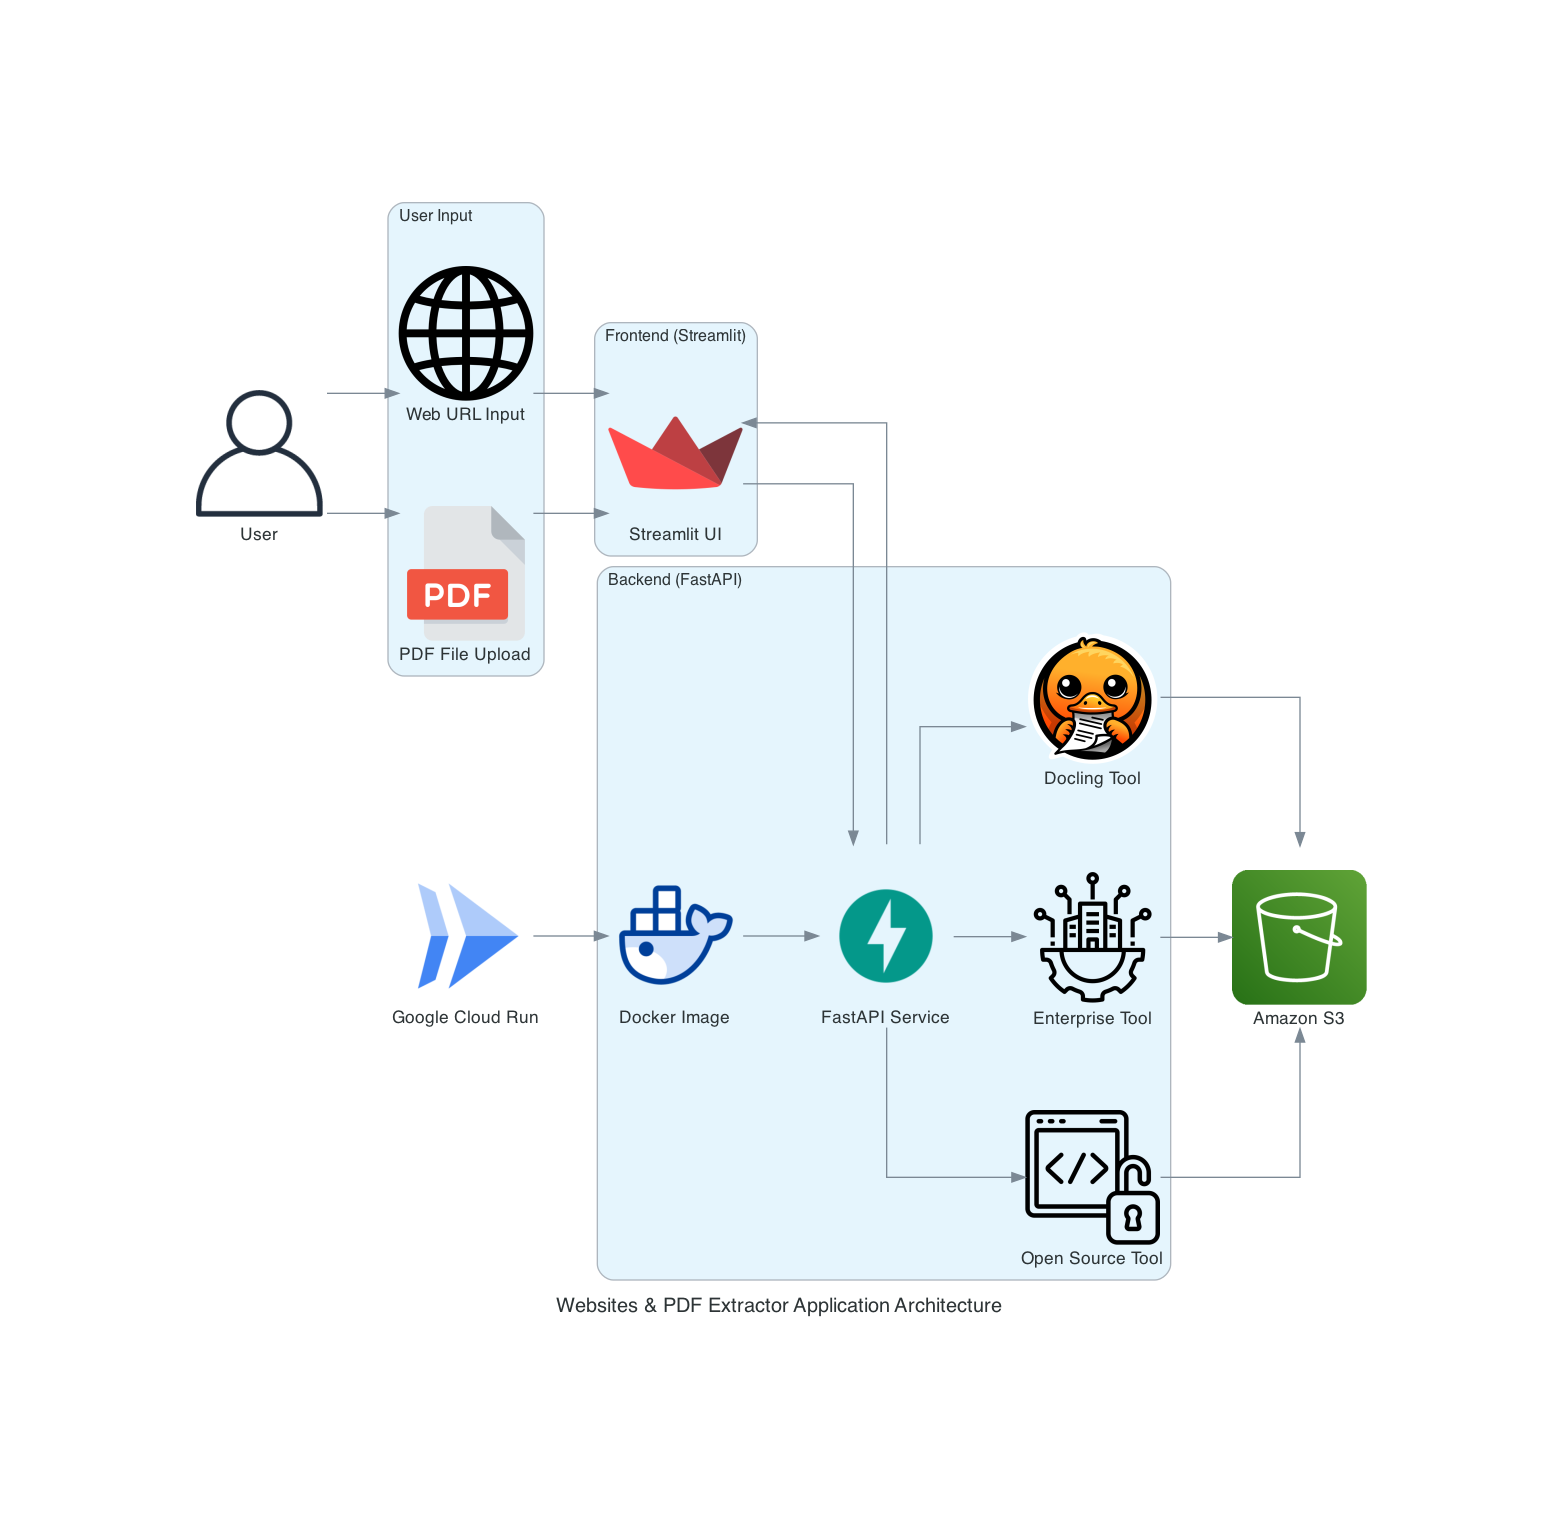 User Input
Web URL Input
User
PDF
PDF File Upload
Frontend (Streamlit)
Streamlit UI
Backend (FastAPI)
Docling Tool
Google Cloud Run
Docker Image
FastAPI Service
Enterprise Tool
Amazon S3
</>
Open Source Tool
Websites & PDF Extractor Application Architecture